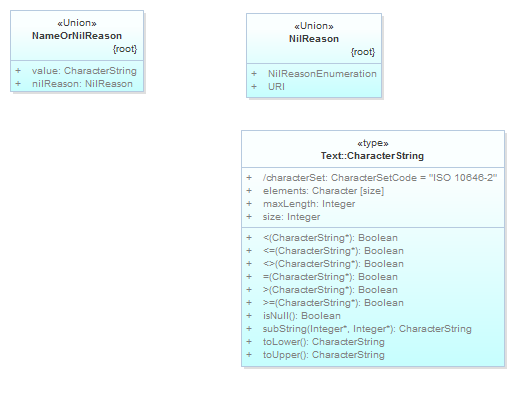 «Union»
NameOrNilReason
{root}
+ value: CharacterString
+ nilReason: NilReason
«Union»
NilReason
{root}
+ NilReasonEnumeration
+ URI
«type»
Text::CharacterString
+ /characterSet: CharacterSetCode = "ISO 10646-2"
+ elements: Character [size]
+ maxLength: Integer
+ size: Integer
+ <(CharacterString*): Boolean
+ <=(CharacterString*): Boolean
+ <>(CharacterString*): Boolean
+ =(CharacterString*): Boolean
+ >(CharacterString*): Boolean
+ >=(CharacterString*): Boolean
+ isNull(): Boolean
+ subString(Integer*, Integer*): CharacterString
+ toLower(): CharacterString
+ toUpper(): CharacterString